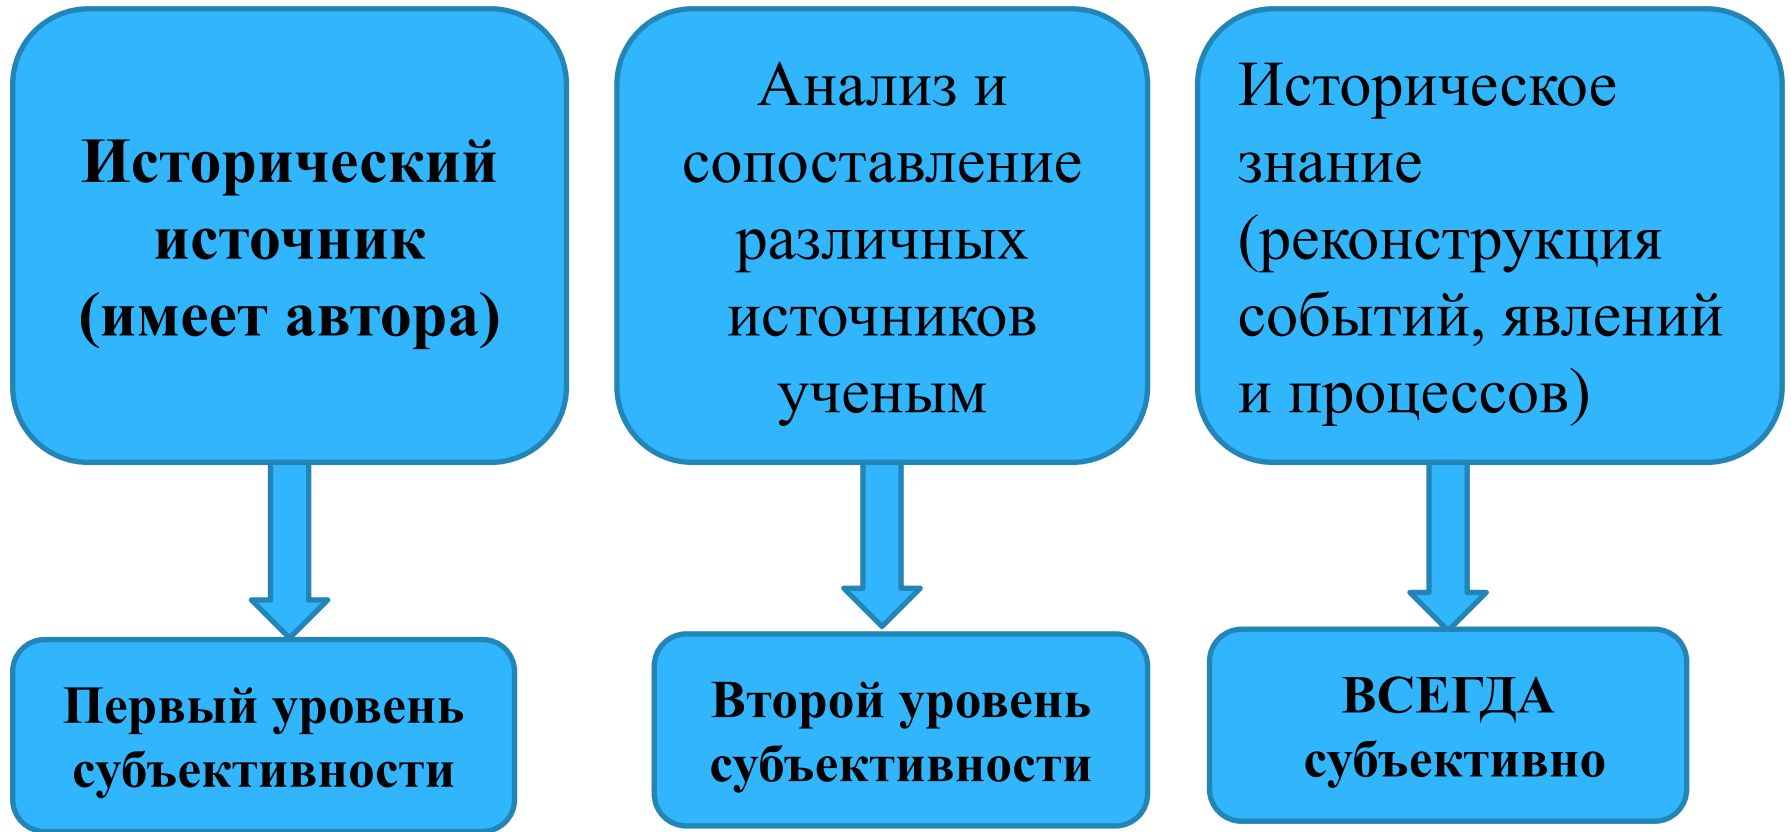 Исторический
источник
(имеет автора)
Анализ и
сопоставление
различных
источников
ученым
Историческое
знание
(реконструкция
событий, явлений
и процессов)
Первый уровень
субъективности
Второй уровень
субъективности
ВСЕГДА
субъективно